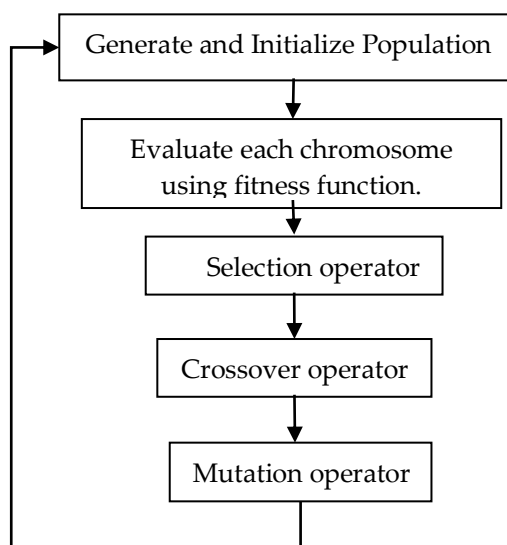 Generate and Initialize Population
Evaluate each chromosome
using fitness function.
Selection operator
Crossover operator
Mutation operator